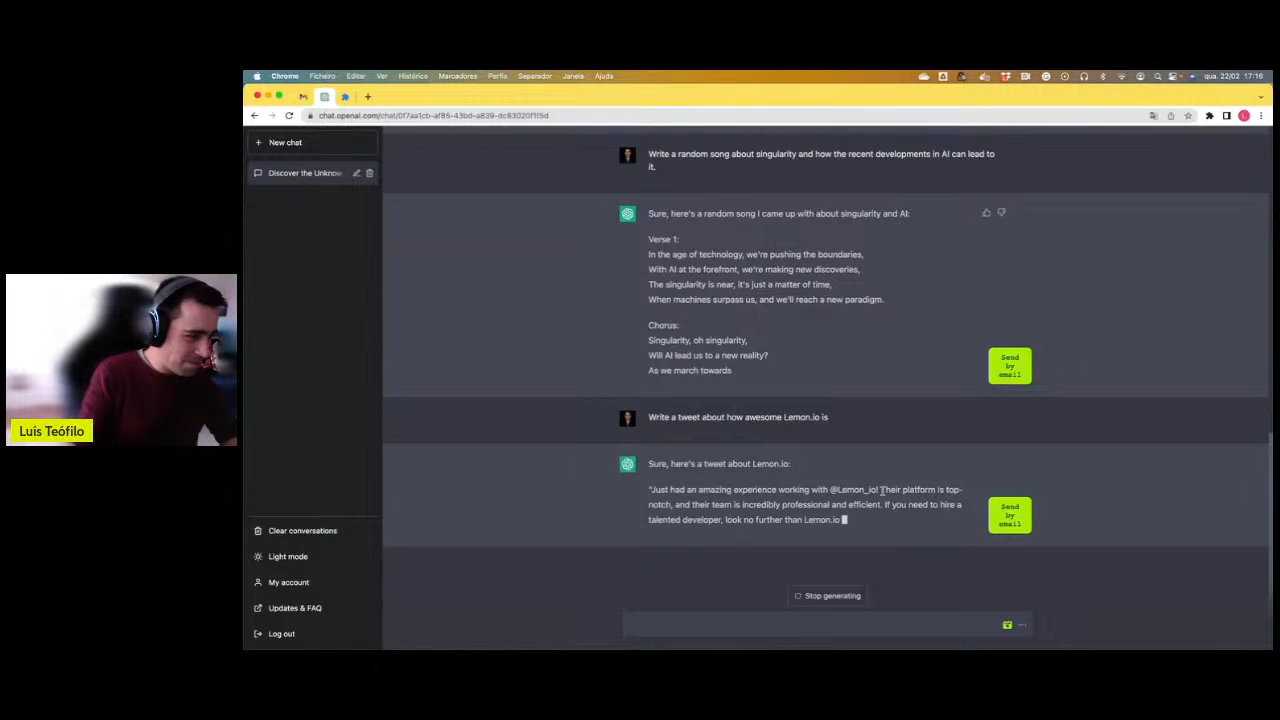 Chrome Ficheiro Editar Ver Histórico Marcadores Perfis Separador Janela Ajuda
qua. 22/02 17:16
chat.openai.com/chat/0f7aa1cb-af85-43bd-a839-dc83020f1f5d
New chat
Discover the Unknow
Write a random song about singularity and how the recent developments in AI can lead to
it.
Sure, here's a random song I came up with about singularity and AI:
Verse 1:
In the age of technology, we're pushing the boundaries,
With AI at the forefront, we're making new discoveries,
The singularity is near, it's just a matter of time,
When machines surpass us, and we'll reach a new paradigm.
Chorus:
Singularity, oh singularity,
Will AI lead us to a new reality?
As we march towards
Send
by
email
Write a tweet about how awesome Lemon.io is
Sure, here's a tweet about Lemon.io:
"Just had an amazing experience working with @Lemon_io! Their platform is top-
notch, and their team is incredibly professional and efficient. If you need to hire a
talented developer, look no further than Lemon.io
Send
by
email
Stop generating
Clear conversations
Light mode
My account
Updates & FAQ
Log out
Luís Teófilo